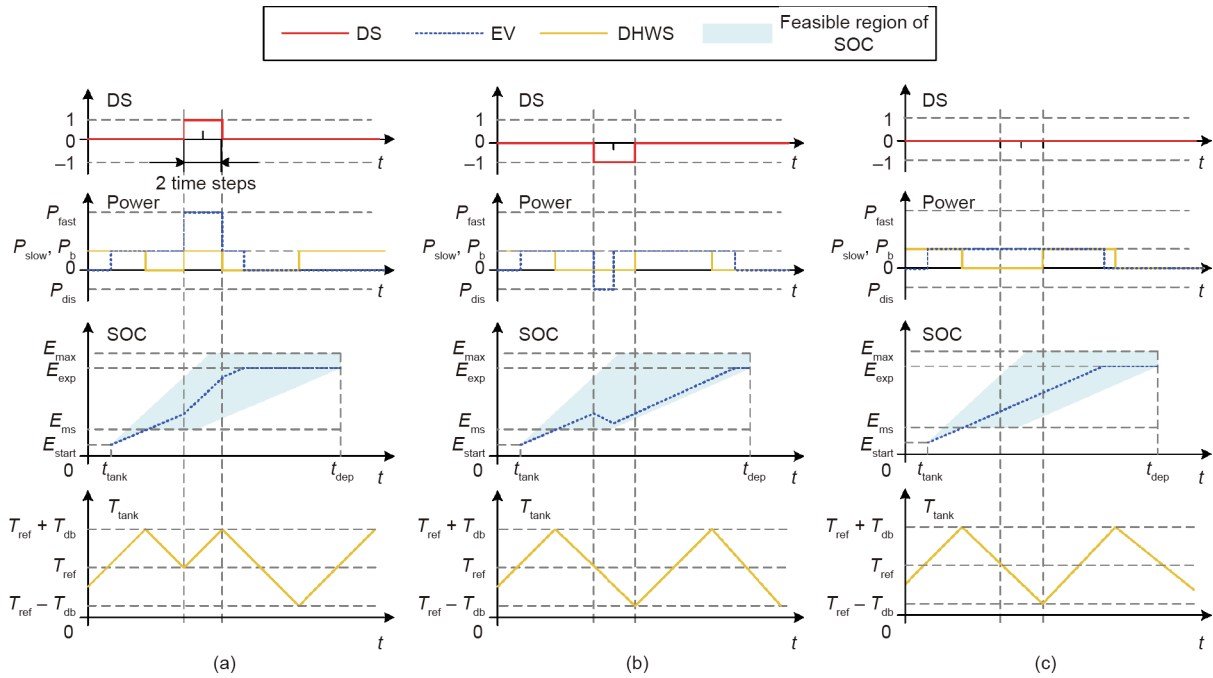 DS
EV
DHWS
Feasible region of
SOC
DS
1
0
–1
t
2 time steps
Power
P_fast
P_slow, P_b
0
P_dis
t
SOC
E_max
E_exp
E_ms
E_start
0
t_tank
t_dep
t
T_tank
T_ref + T_db
T_ref
T_ref – T_db
0
t
(a)
DS
1
0
–1
t
Power
P_fast
P_slow, P_b
0
P_dis
t
SOC
E_max
E_exp
E_ms
E_start
0
t_tank
t_dep
t
T_tank
T_ref + T_db
T_ref
T_ref – T_db
0
t
(b)
DS
1
0
–1
t
Power
P_fast
P_slow, P_b
0
P_dis
t
SOC
E_max
E_exp
E_ms
E_start
0
t_tank
t_dep
t
T_tank
T_ref + T_db
T_ref
T_ref – T_db
0
t
(c)